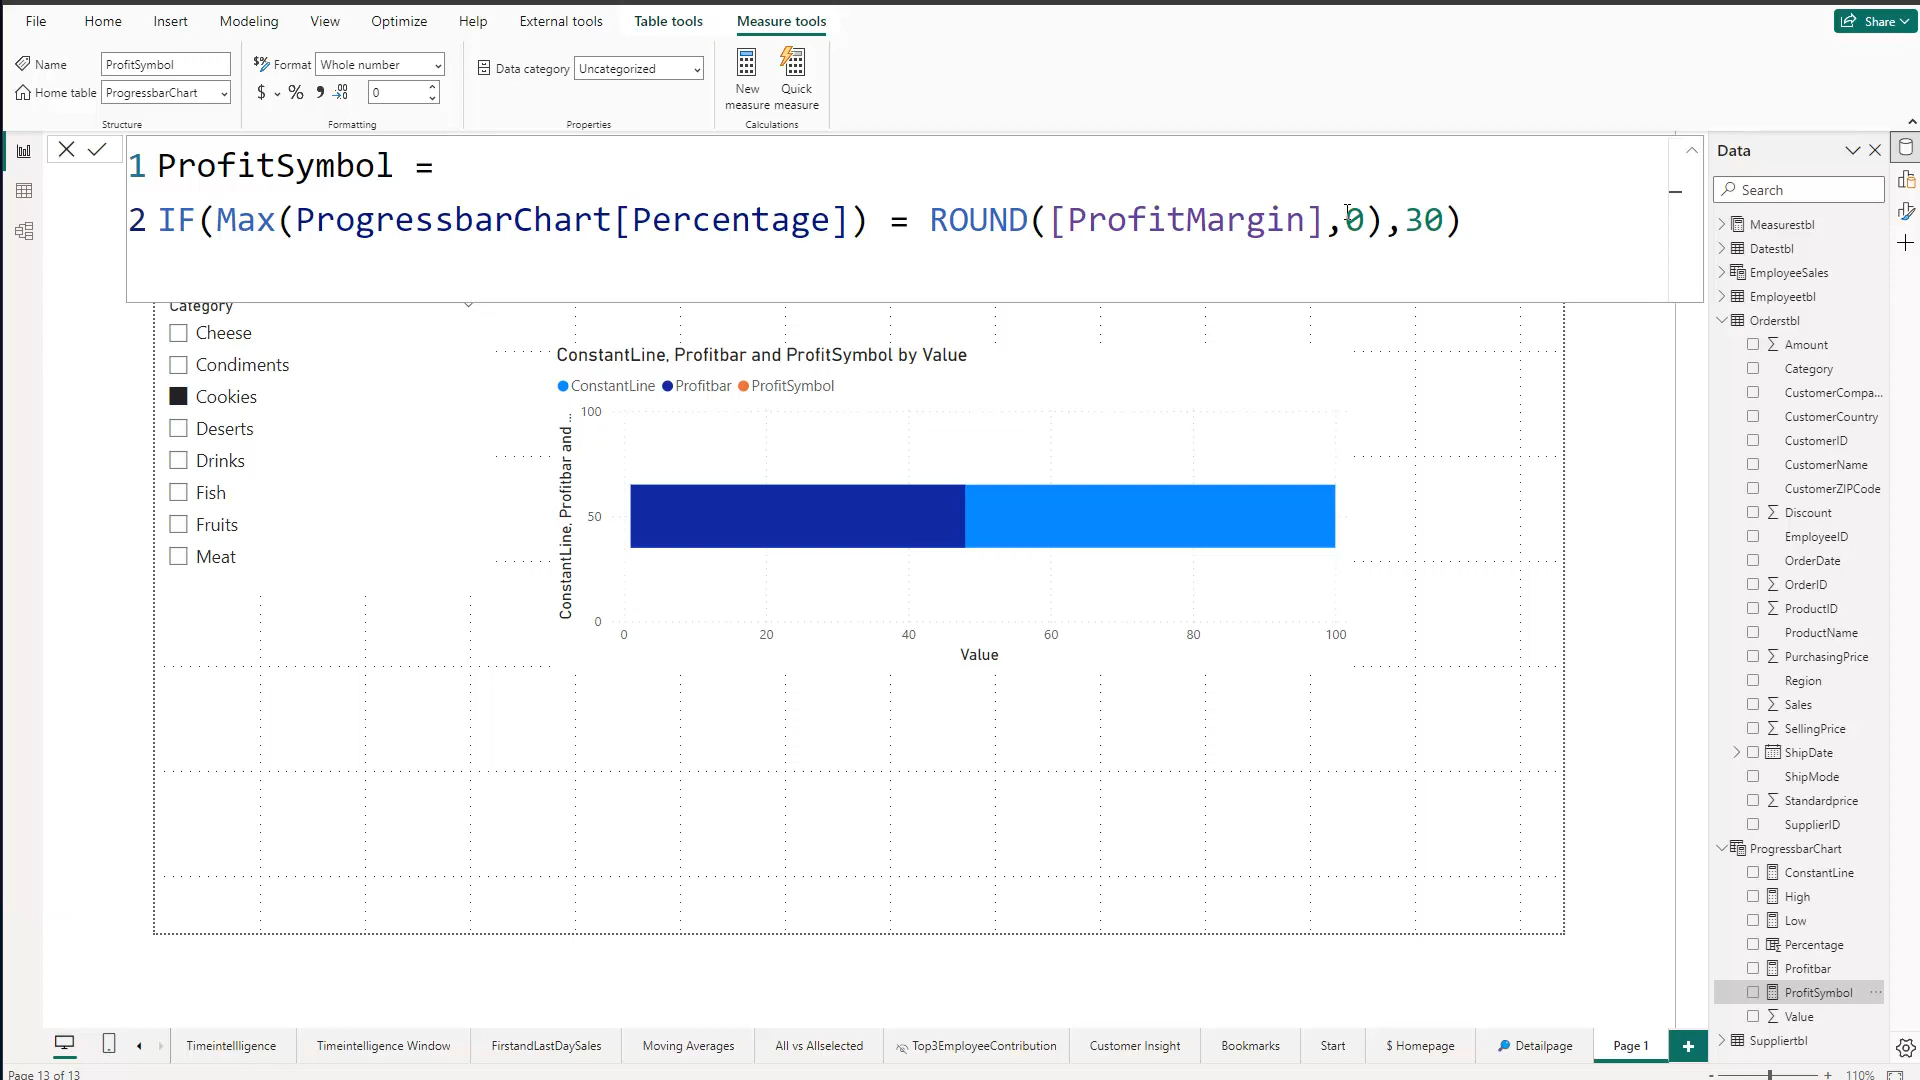 File Home Insert Modeling View Optimize Help External tools Table tools Measure tools Share
Name ProfitSymbol $% Format Whole number Data category Uncategorized New measure Quick measure
Home table ProgressbarChart $ % 0
Structure Formatting Properties Calculations
1 ProfitSymbol =
2 IF(Max(ProgressbarChart[Percentage]) = ROUND([ProfitMargin],0),30)
Category
Cheese
Condiments
Cookies
Deserts
Drinks
Fish
Fruits
Meat
ConstantLine, Profitbar and ProfitSymbol by Value
ConstantLine Profitbar ProfitSymbol
ConstantLine, Profitbar and ...
100
50
0
0 20 40 60 80 100
Value
Data
Search
Measurestbl
Datestbl
EmployeeSales
Employeetbl
Orderstbl
Amount
Category
CustomerCompa...
CustomerCountry
CustomerID
CustomerName
CustomerZIPCode
Discount
EmployeeID
OrderDate
OrderID
ProductID
ProductName
PurchasingPrice
Region
Sales
SellingPrice
ShipDate
ShipMode
Standardprice
SupplierID
ProgressbarChart
ConstantLine
High
Low
Percentage
Profitbar
ProfitSymbol ...
Value
Suppliertbl
Timeintellligence Timeintelligence Window FirstandLastDaySales Moving Averages All vs Allselected Top3EmployeeContribution Customer Insight Bookmarks Start $ Homepage Detailpage Page 1 +
Page 13 of 13 - + 110%